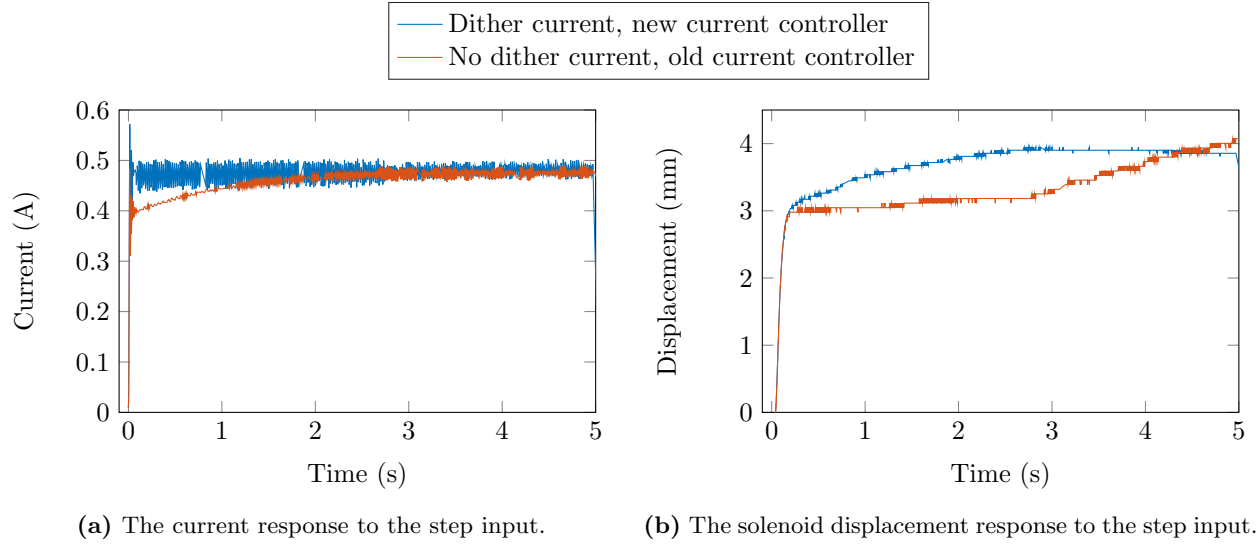 Dither current, new current controller
No dither current, old current controller
0.6
0.5
0.4
0.3
0.2
0.1
0
Current (A)
0 1 2 3 4 5
Time (s)
(a) The current response to the step input.
4
3
2
1
0
Displacement (mm)
0 1 2 3 4 5
Time (s)
(b) The solenoid displacement response to the step input.